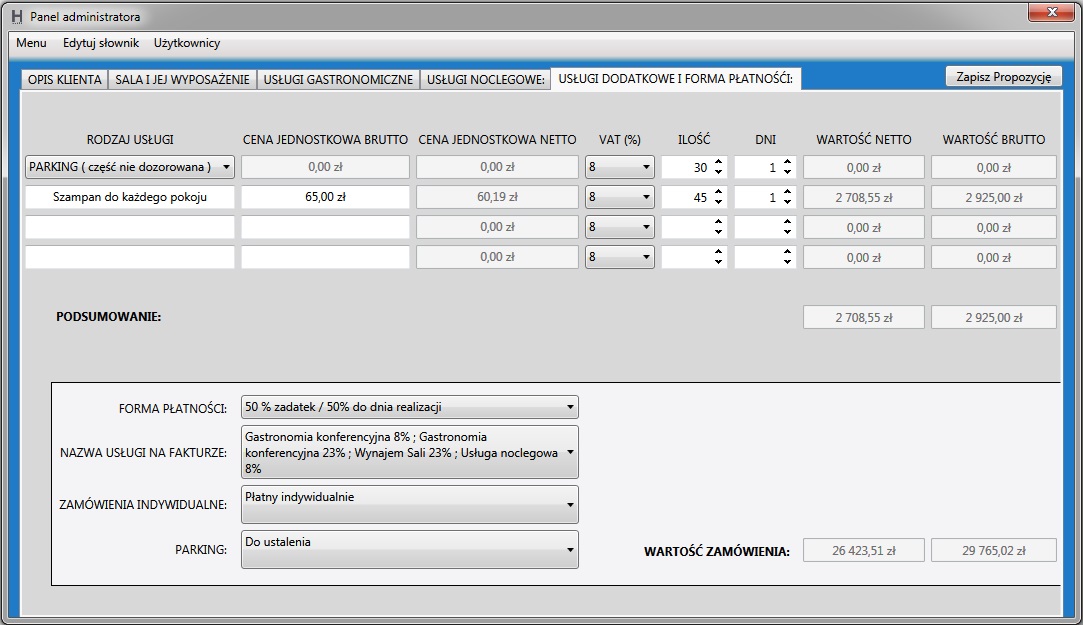 Panel administratora
Menu Edytuj słownik Użytkownicy
OPIS KLIENTA SALA I JEJ WYPOSAŻENIE USŁUGI GASTRONOMICZNE USŁUGI NOCLEGOWE: USŁUGI DODATKOWE I FORMA PŁATNOŚĆI: Zapisz Propozycję
RODZAJ USŁUGI CENA JEDNOSTKOWA BRUTTO CENA JEDNOSTKOWA NETTO VAT (%) ILOŚĆ DNI WARTOŚĆ NETTO WARTOŚĆ BRUTTO
PARKING ( część nie dozorowana ) 0,00 zł 0,00 zł 8 30 1 0,00 zł 0,00 zł
Szampan do każdego pokoju 65,00 zł 60,19 zł 8 45 1 2 708,55 zł 2 925,00 zł
0,00 zł 8 0,00 zł 0,00 zł
0,00 zł 8 0,00 zł 0,00 zł
PODSUMOWANIE: 2 708,55 zł 2 925,00 zł
FORMA PŁATNOŚCI: 50 % zadatek / 50% do dnia realizacji
NAZWA USŁUGI NA FAKTURZE: Gastronomia konferencyjna 8% ; Gastronomia
konferencyjna 23% ; Wynajem Sali 23% ; Usługa noclegowa
8%
ZAMÓWIENIA INDYWIDUALNE: Płatny indywidualnie
PARKING: Do ustalenia
WARTOŚĆ ZAMÓWIENIA: 26 423,51 zł 29 765,02 zł